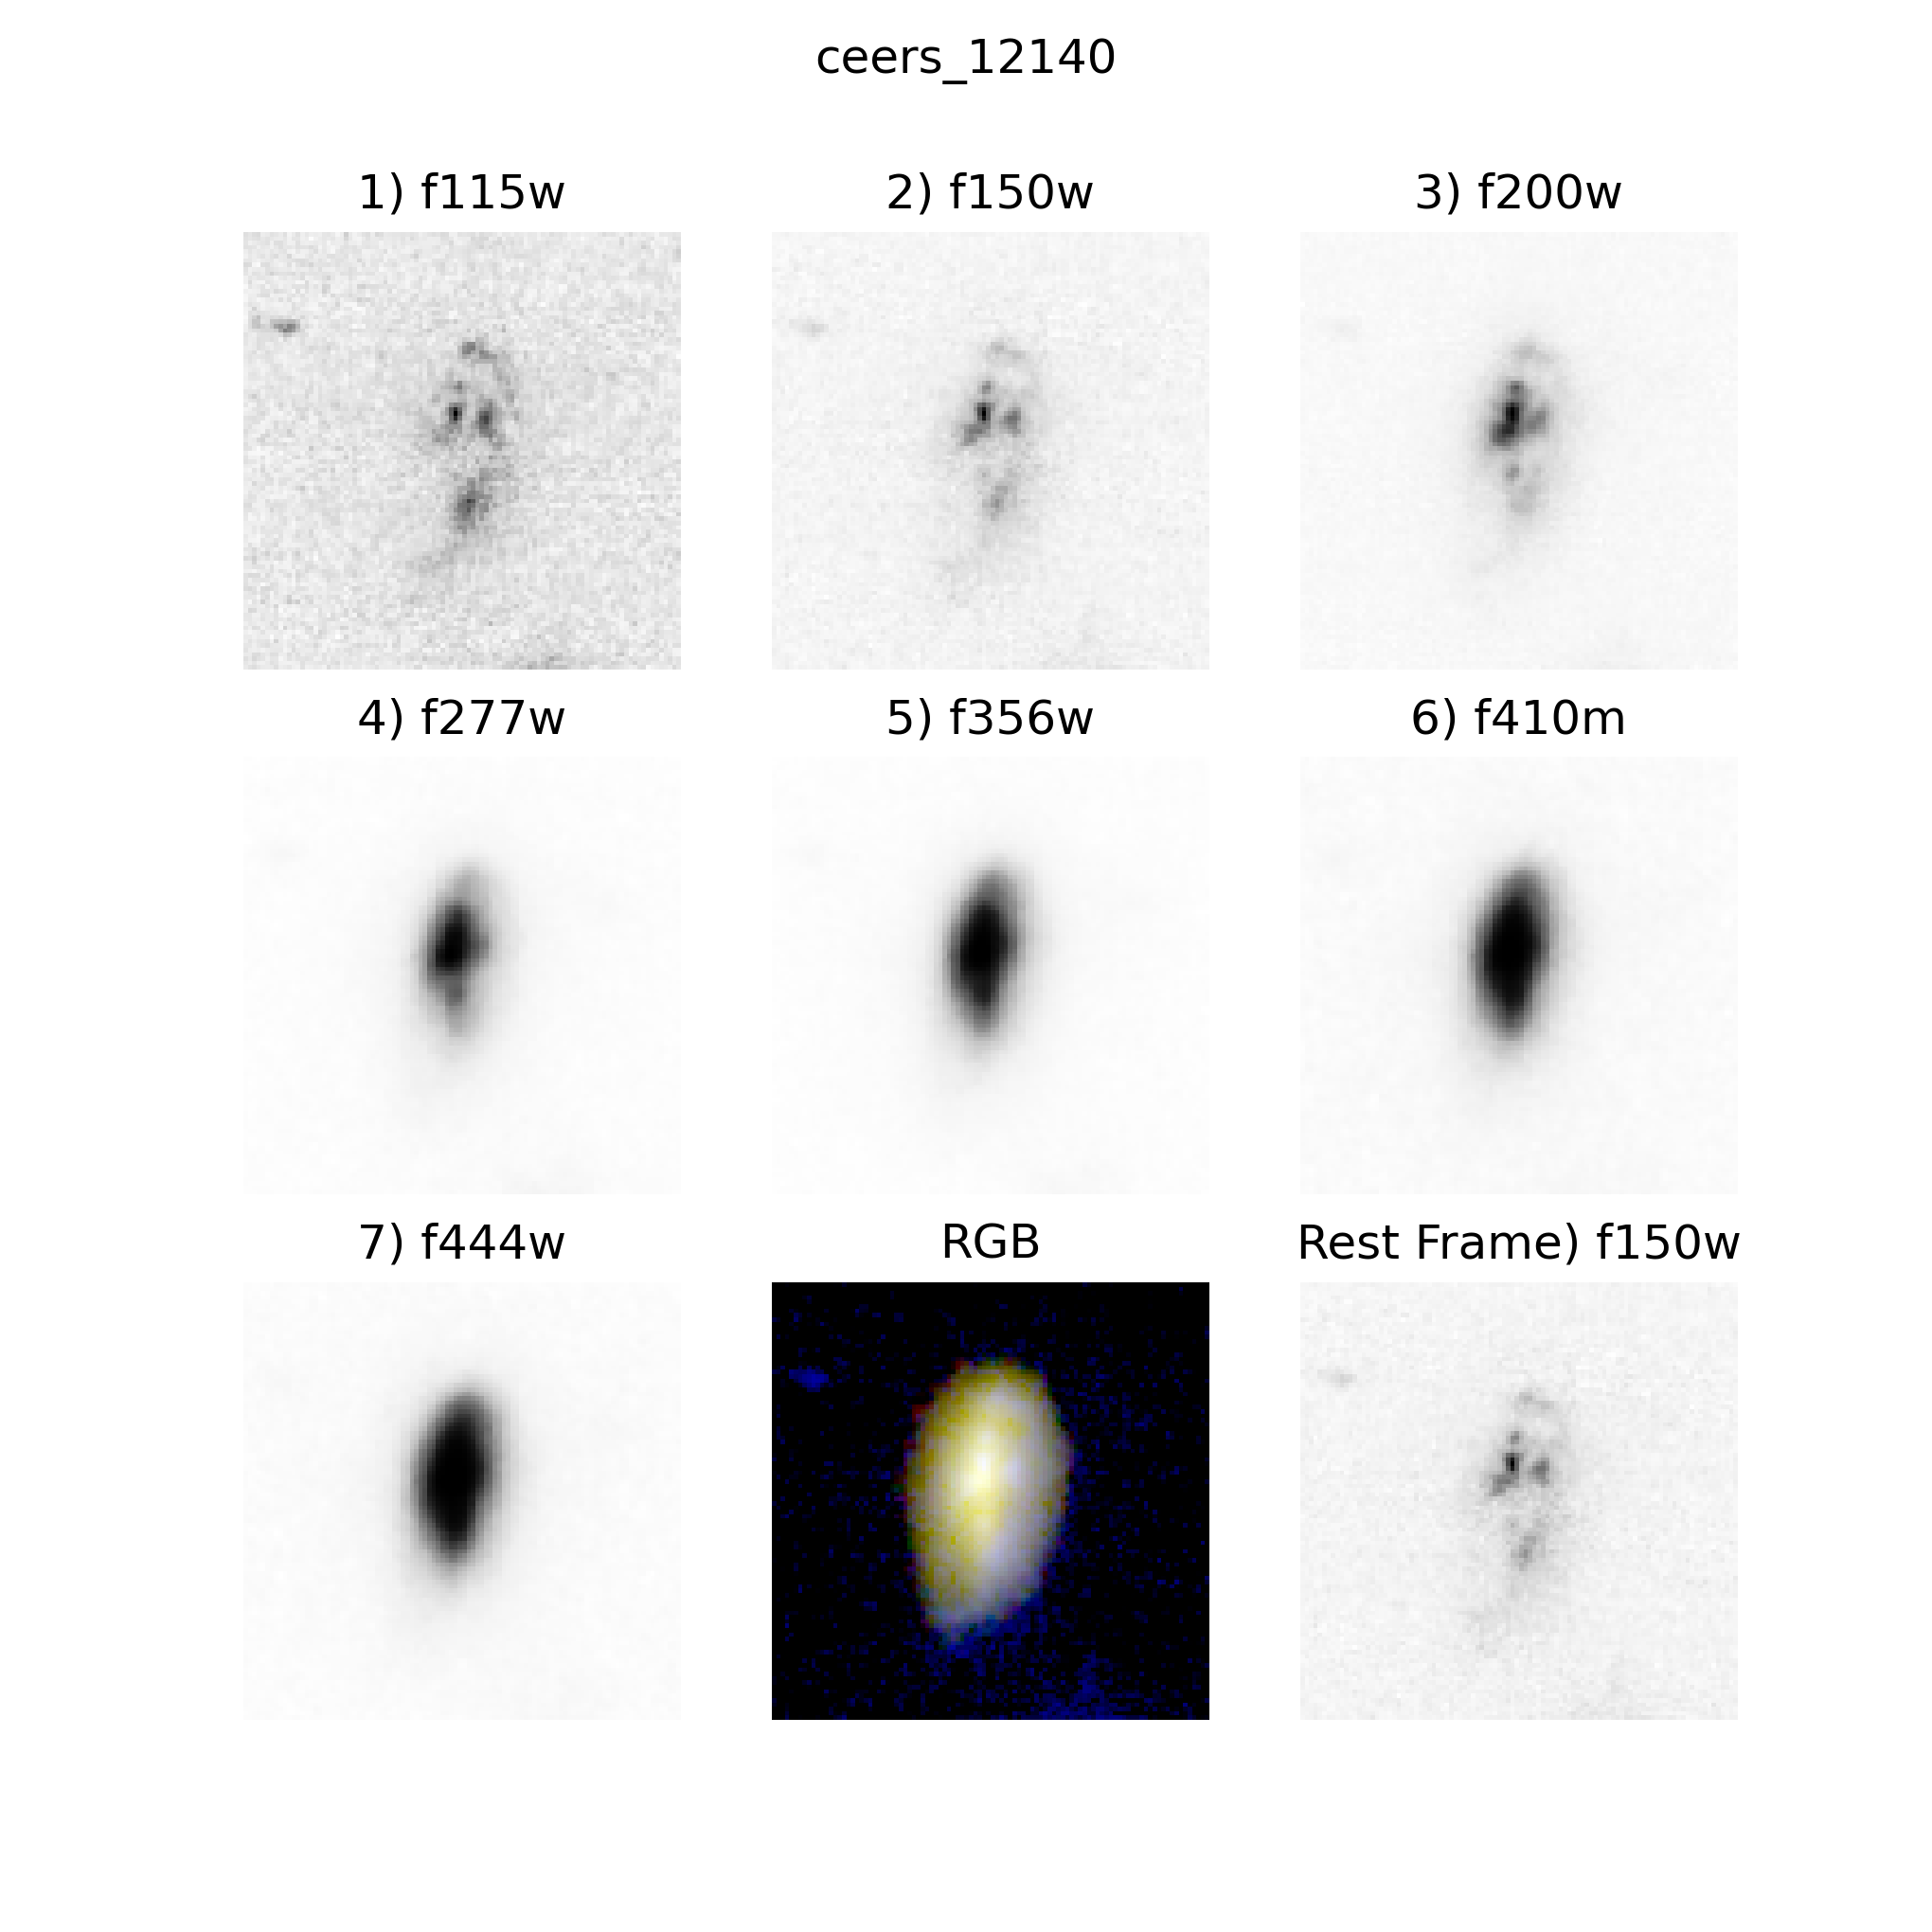 ceers_12140
1) f115w
2) f150w
3) f200w
4) f277w
5) f356w
6) f410m
7) f444w
RGB
Rest Frame) f150w